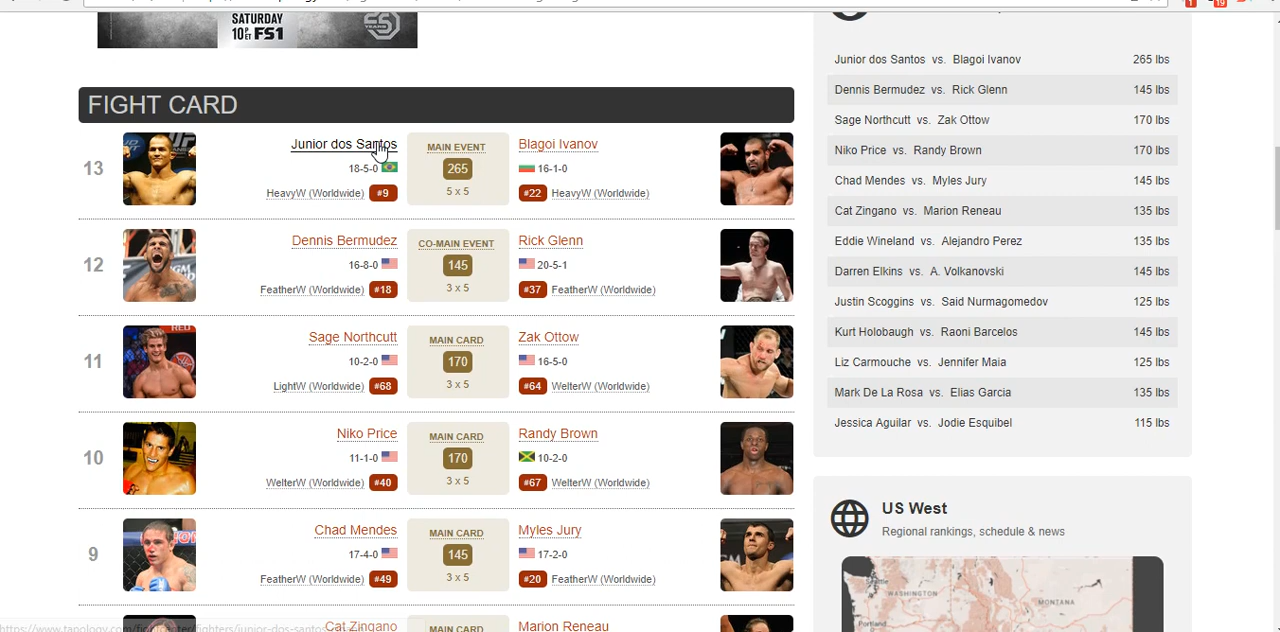 SATURDAY
10PM ET FS1
25
YEARS
FIGHT CARD
13
Junior dos Santos
18-5-0
HeavyW (Worldwide) #9
MAIN EVENT
265
5 x 5
Blagoi Ivanov
16-1-0
#22 HeavyW (Worldwide)
12
Dennis Bermudez
16-8-0
FeatherW (Worldwide) #18
CO-MAIN EVENT
145
3 x 5
Rick Glenn
20-5-1
#37 FeatherW (Worldwide)
11
Sage Northcutt
10-2-0
LightW (Worldwide) #68
MAIN CARD
170
3 x 5
Zak Ottow
16-5-0
#64 WelterW (Worldwide)
10
Niko Price
11-1-0
WelterW (Worldwide) #40
MAIN CARD
170
3 x 5
Randy Brown
10-2-0
#67 WelterW (Worldwide)
9
Chad Mendes
17-4-0
FeatherW (Worldwide) #49
MAIN CARD
145
3 x 5
Myles Jury
17-2-0
#20 FeatherW (Worldwide)
Cat Zingano
MAIN CARD
Marion Reneau
Junior dos Santos vs. Blagoi Ivanov 265 lbs
Dennis Bermudez vs. Rick Glenn 145 lbs
Sage Northcutt vs. Zak Ottow 170 lbs
Niko Price vs. Randy Brown 170 lbs
Chad Mendes vs. Myles Jury 145 lbs
Cat Zingano vs. Marion Reneau 135 lbs
Eddie Wineland vs. Alejandro Perez 135 lbs
Darren Elkins vs. A. Volkanovski 145 lbs
Justin Scoggins vs. Said Nurmagomedov 125 lbs
Kurt Holobaugh vs. Raoni Barcelos 145 lbs
Liz Carmouche vs. Jennifer Maia 125 lbs
Mark De La Rosa vs. Elias Garcia 135 lbs
Jessica Aguilar vs. Jodie Esquibel 115 lbs
US West
Regional rankings, schedule & news
Seattle
WASHINGTON
MONTANA
Portland